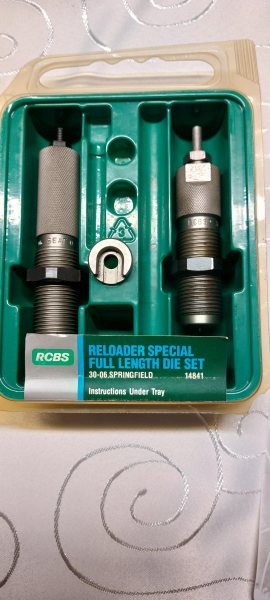 RCBS
RELOADER SPECIAL
FULL LENGTH DIE SET
30-06 SPRINGFIELD 14841
Instructions Under Tray